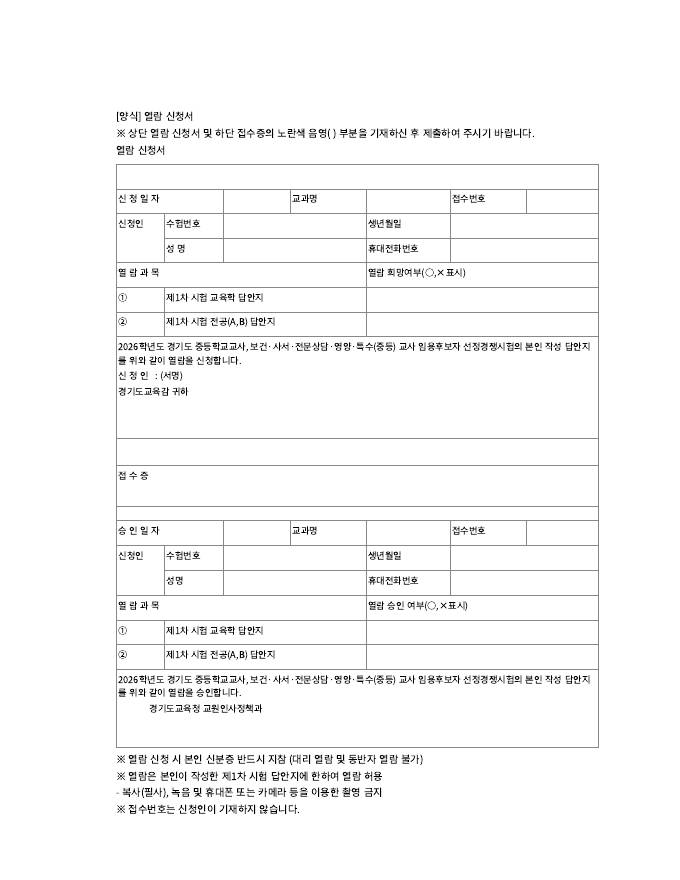 [양식] 열람 신청서
※ 상단 열람 신청서 및 하단 접수증의 노란색 음영( ) 부분을 기재하신 후 제출하여 주시기 바랍니다.
열람 신청서
신 청 일 자 교과명 접수번호
신청인 수험번호 생년월일
성 명 휴대전화번호
열 람 과 목 열람 희망여부(○,×표시)
① 제1차 시험 교육학 답안지
② 제1차 시험 전공(A,B) 답안지
2026학년도 경기도 중등학교교사, 보건·사서·전문상담·영양·특수(중등) 교사 임용후보자 선정경쟁시험의 본인 작성 답안지
를 위와 같이 열람을 신청합니다.
신 청 인 : (서명)
경기도교육감 귀하
접 수 증
승 인 일 자 교과명 접수번호
신청인 수험번호 생년월일
성명 휴대전화번호
열 람 과 목 열람 승인 여부(○,×표시)
① 제1차 시험 교육학 답안지
② 제1차 시험 전공(A,B) 답안지
2026학년도 경기도 중등학교교사, 보건·사서·전문상담·영양·특수(중등) 교사 임용후보자 선정경쟁시험의 본인 작성 답안지
를 위와 같이 열람을 승인합니다.
경기도교육청 교원인사정책과
※ 열람 신청 시 본인 신분증 반드시 지참 (대리 열람 및 동반자 열람 불가)
※ 열람은 본인이 작성한 제1차 시험 답안지에 한하여 열람 허용
- 복사(필사), 녹음 및 휴대폰 또는 카메라 등을 이용한 촬영 금지
※ 접수번호는 신청인이 기재하지 않습니다.